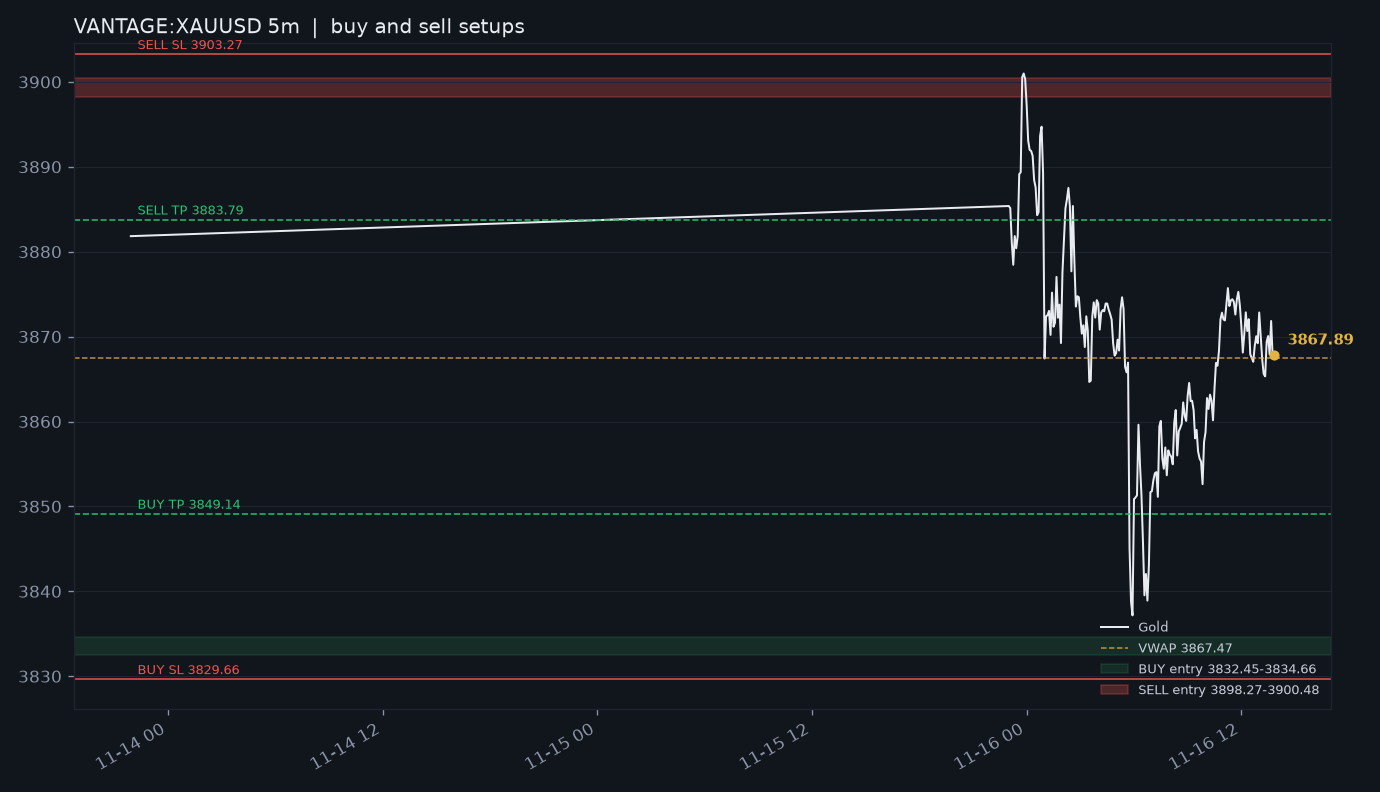 VANTAGE:XAUUSD 5m | buy and sell setups
SELL SL 3903.27
3900
3890
SELL TP 3883.79
3880
3870
3867.89
3860
BUY TP 3849.14
3850
3840
Gold
VWAP 3867.47
BUY entry 3832.45-3834.66
SELL entry 3898.27-3900.48
BUY SL 3829.66
3830
11-14 00
11-14 12
11-15 00
11-15 12
11-16 00
11-16 12